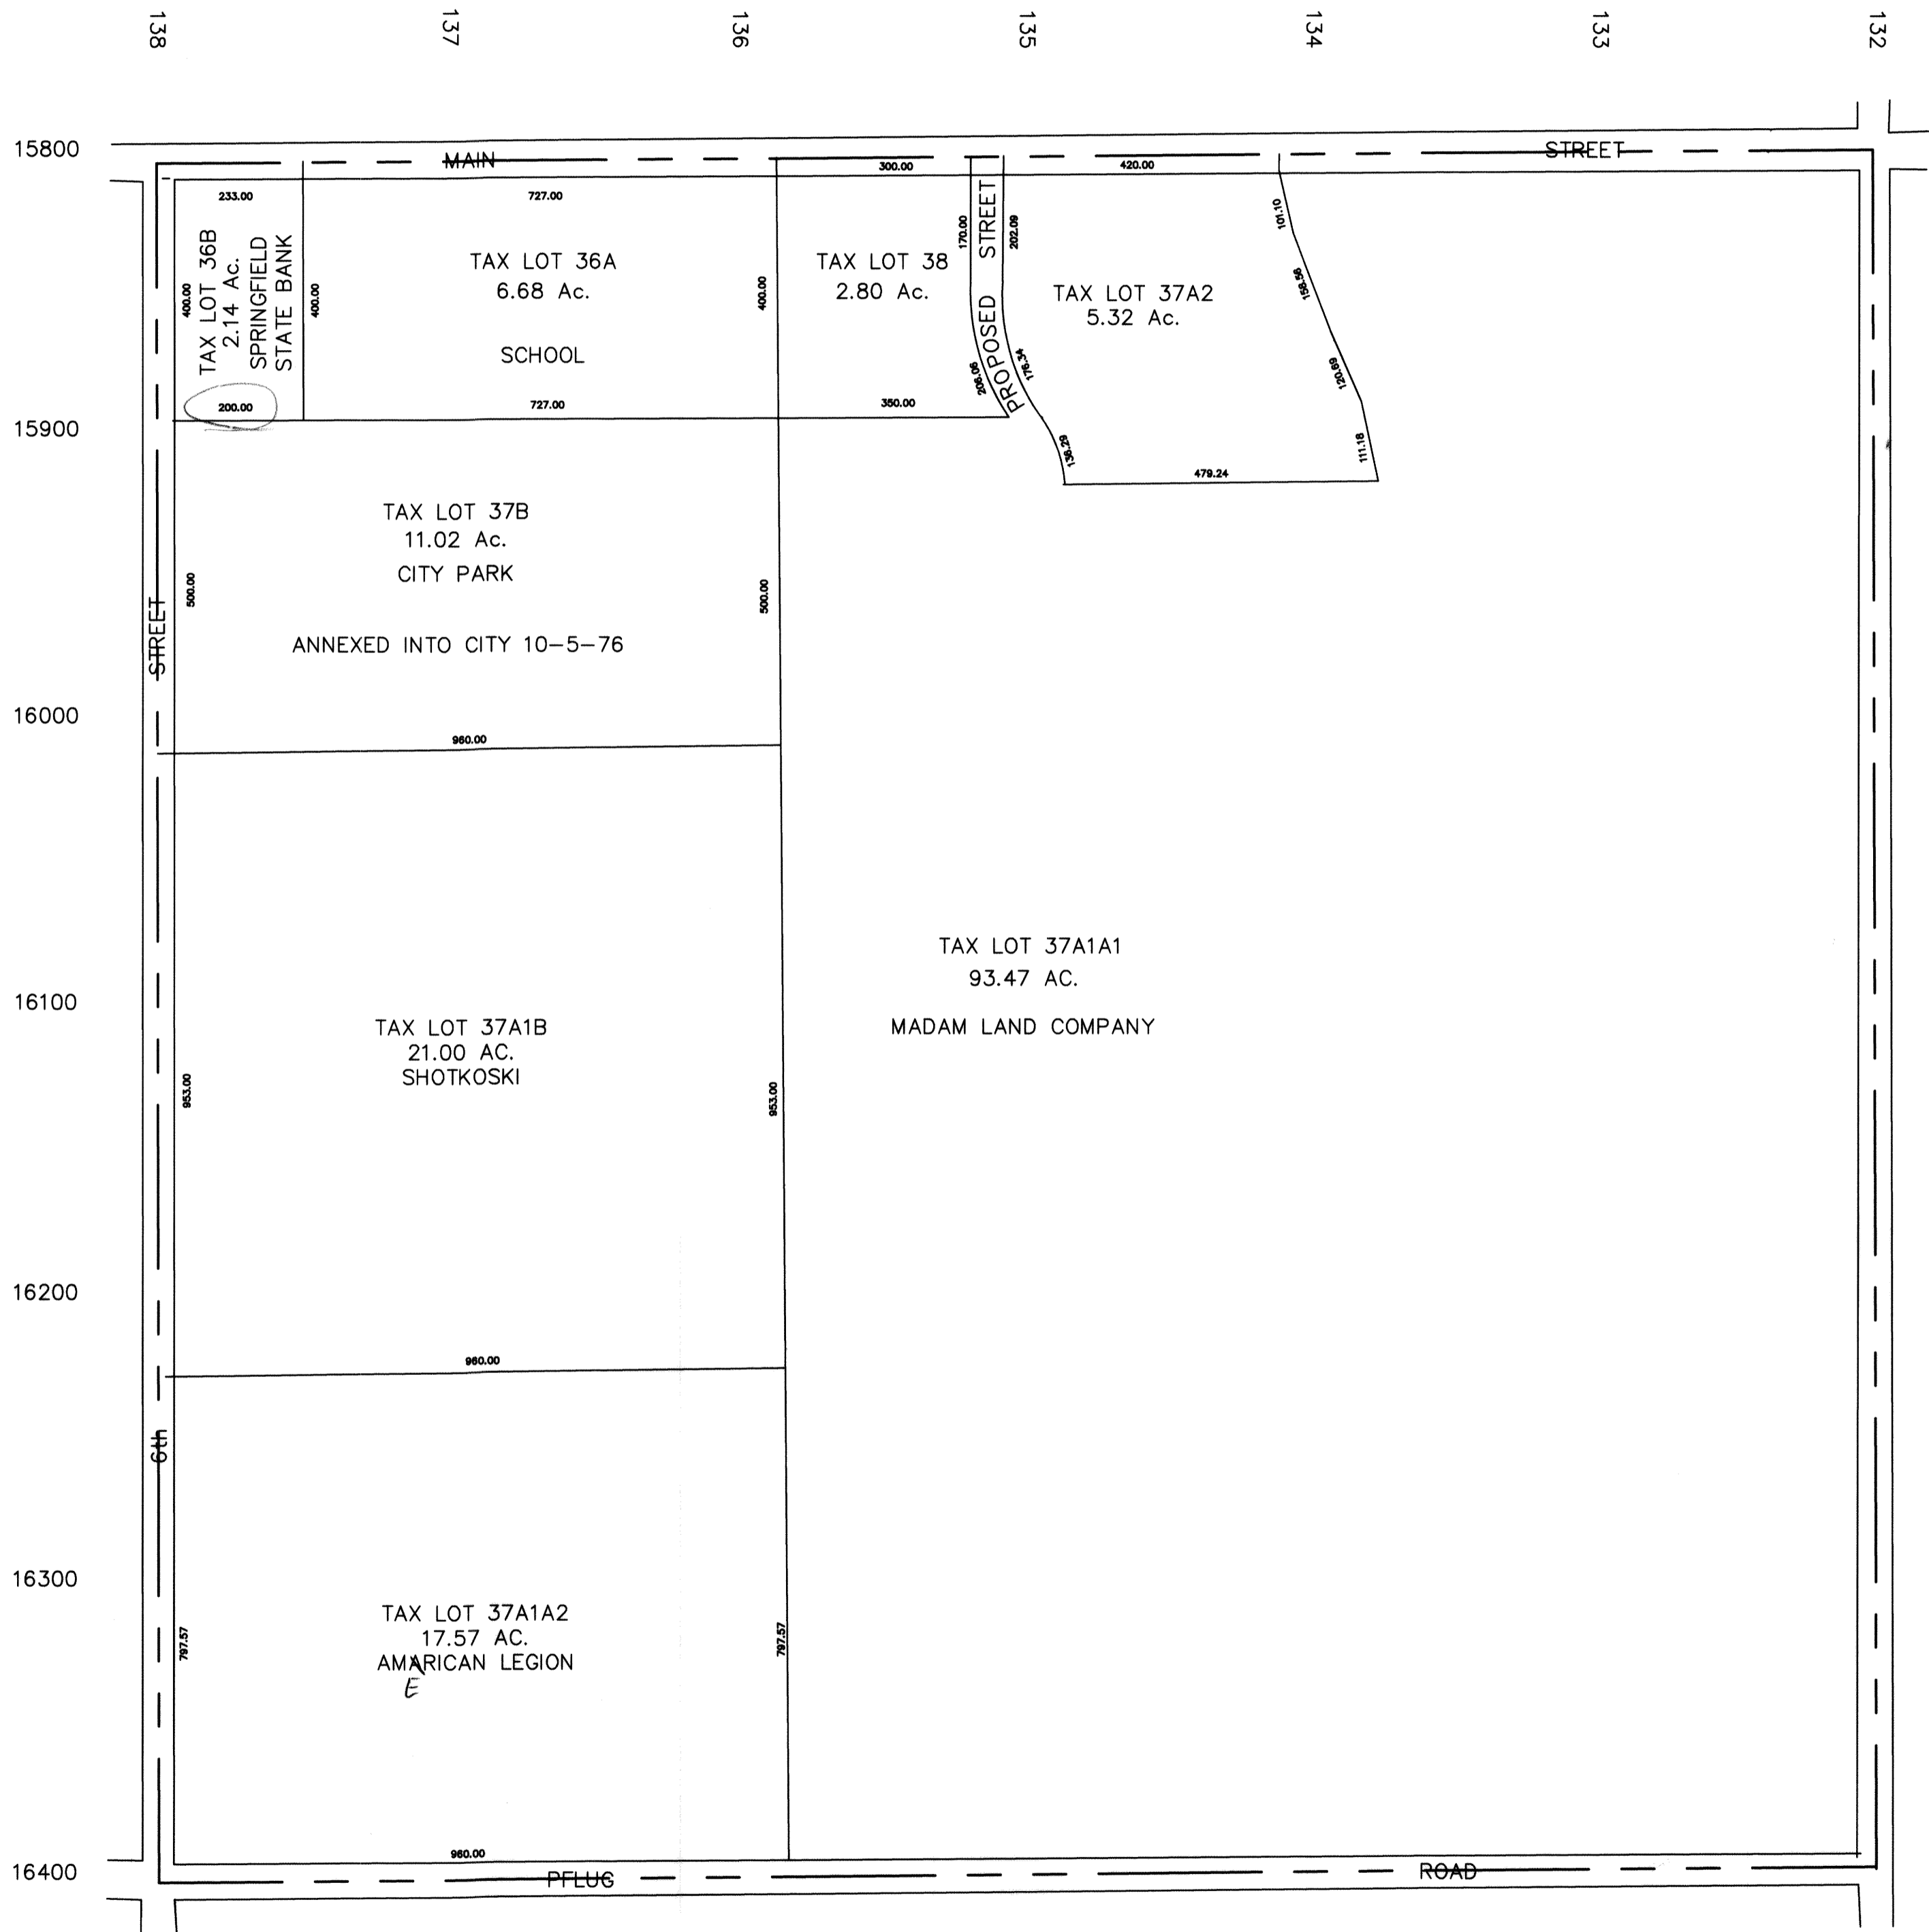 138
137
136
135
134
133
132
15800
15900
16000
16100
16200
16300
16400
MAIN
STREET
233.00
727.00
300.00
420.00
TAX LOT 36B
2.14 Ac.
SPRINGFIELD
STATE BANK
400.00
400.00
200.00
TAX LOT 36A
6.68 Ac.
SCHOOL
727.00
400.00
TAX LOT 38
2.80 Ac.
350.00
170.00
206.06
PROPOSED STREET
202.09
176.34
136.29
TAX LOT 37A2
5.32 Ac.
101.10
158.56
120.69
111.18
479.24
TAX LOT 37B
11.02 Ac.
CITY PARK
ANNEXED INTO CITY 10-5-76
500.00
500.00
960.00
STREET
6th
TAX LOT 37A1B
21.00 AC.
SHOTKOSKI
953.00
953.00
960.00
TAX LOT 37A1A1
93.47 AC.
MADAM LAND COMPANY
TAX LOT 37A1A2
17.57 AC.
AMARICAN LEGION
E
797.57
797.57
960.00
PFLUG
ROAD